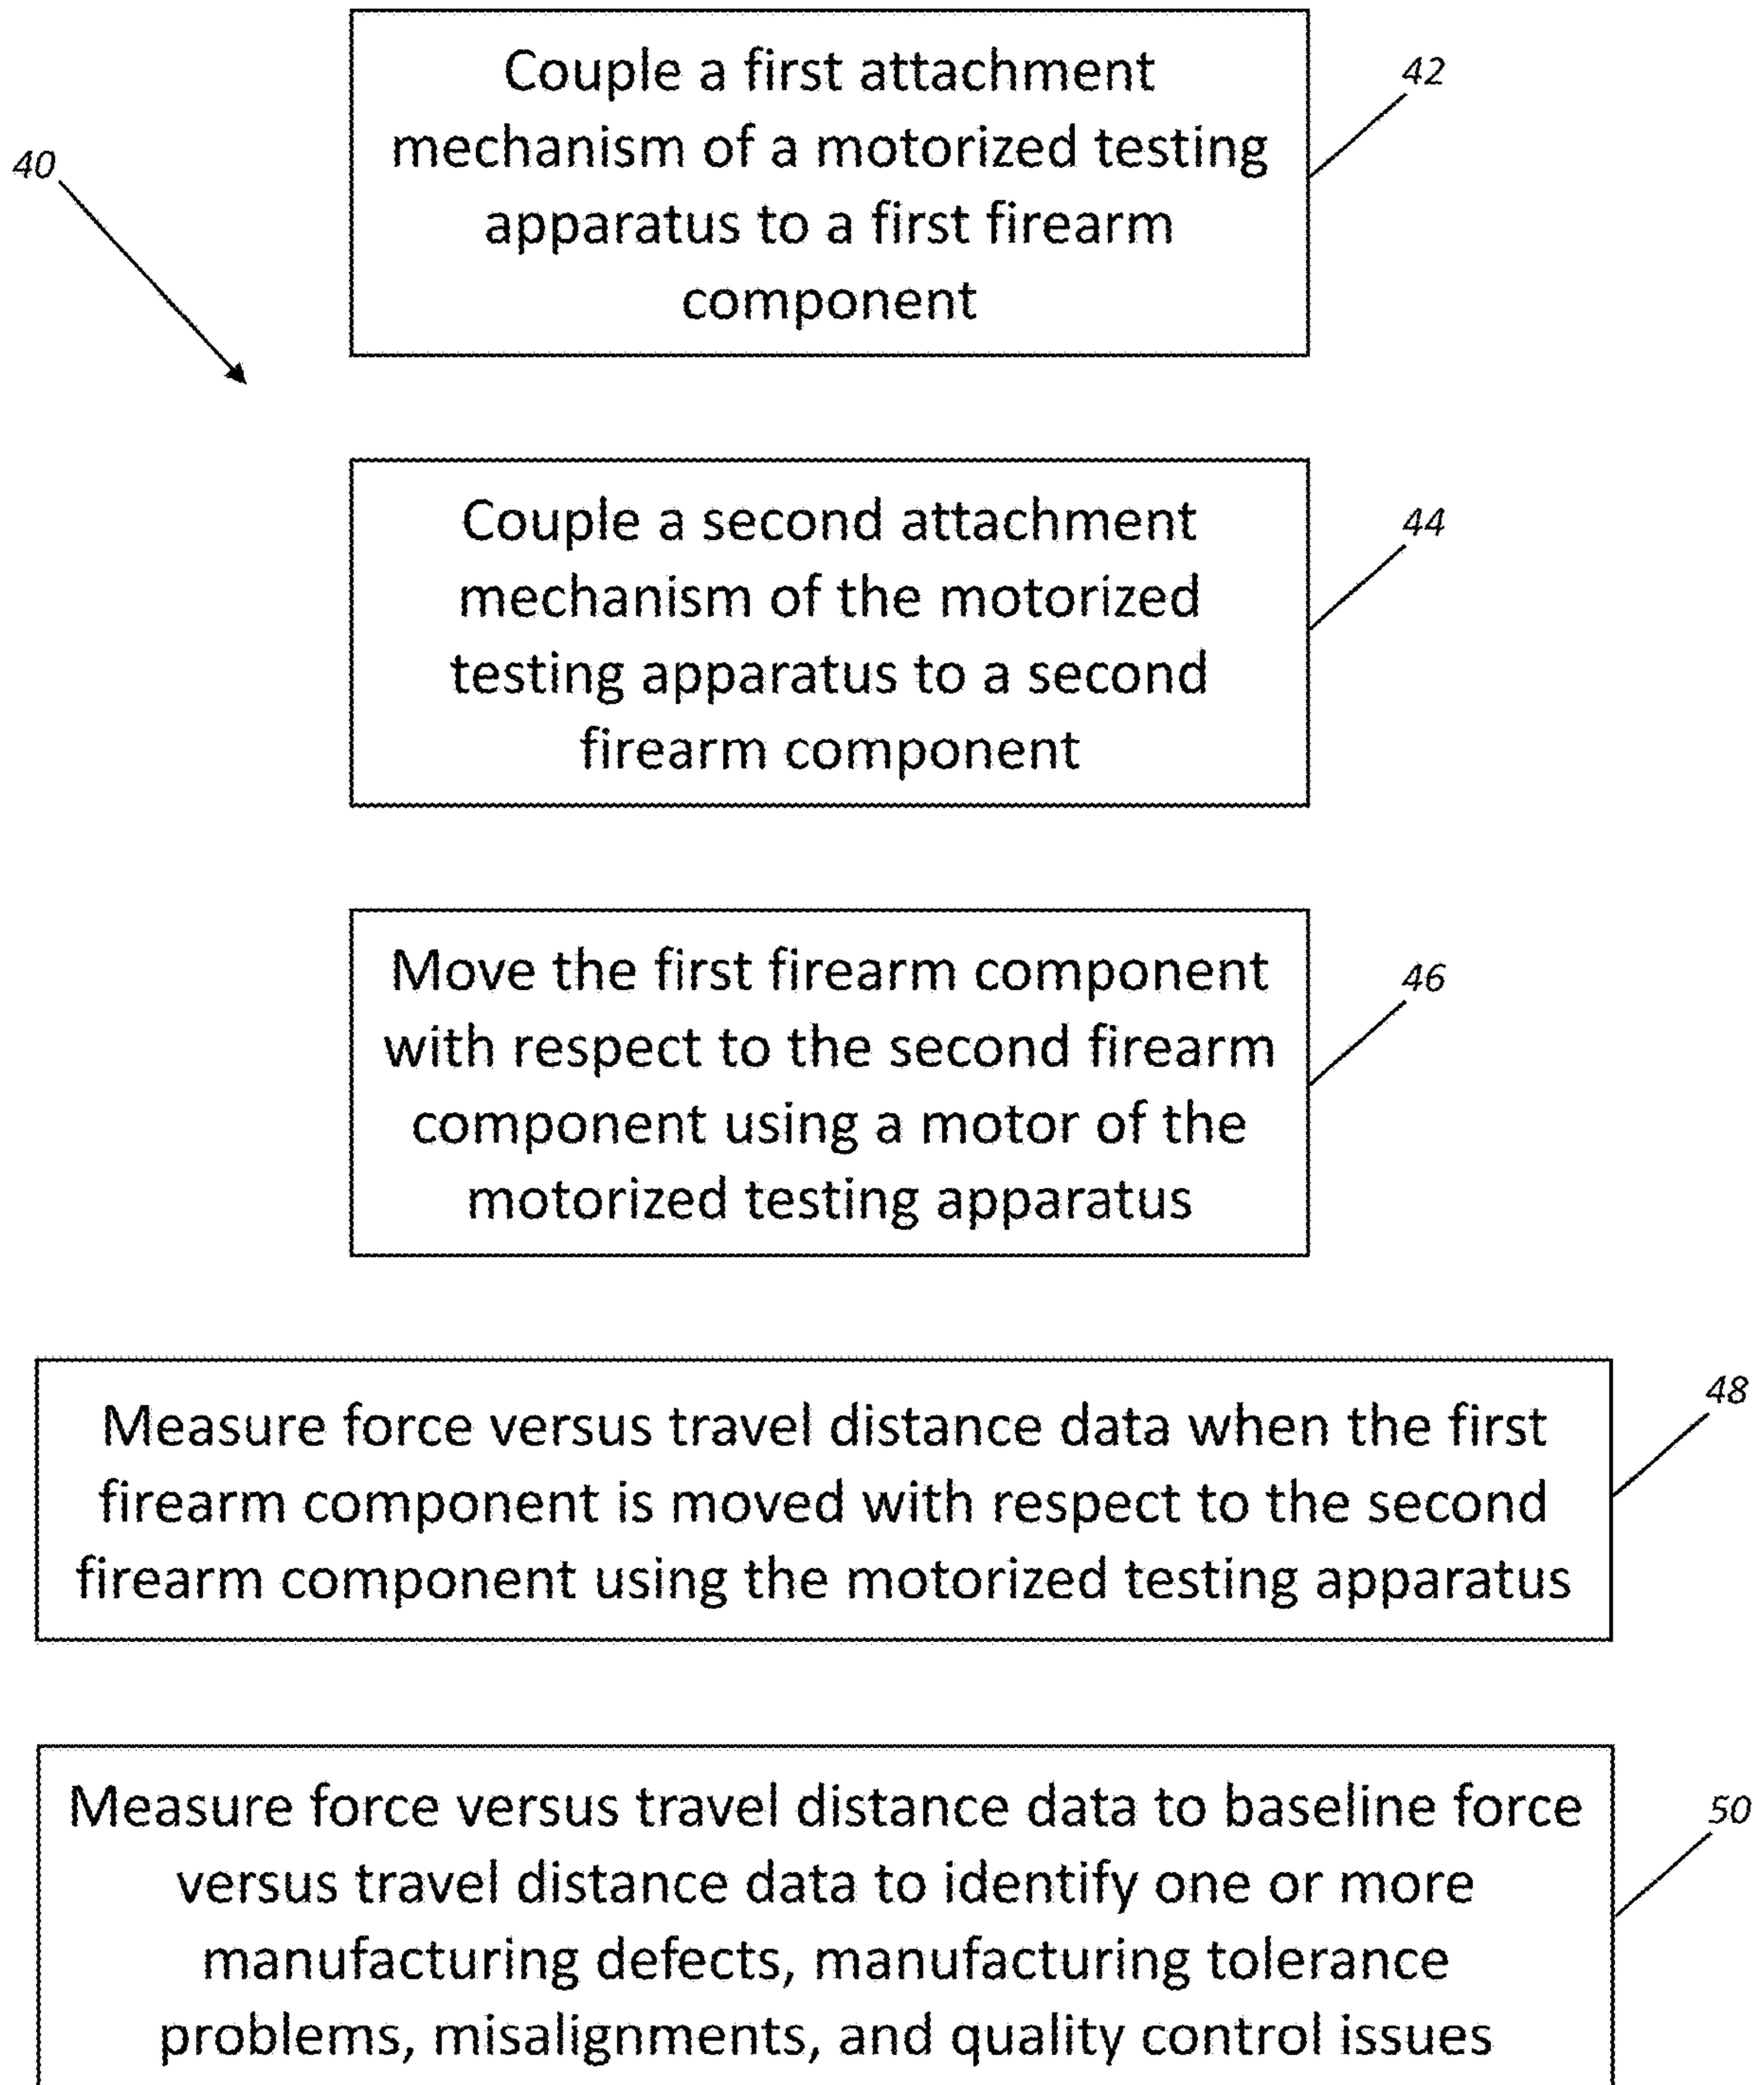 40
Couple a first attachment
mechanism of a motorized testing
apparatus to a first firearm
component
42
Couple a second attachment
mechanism of the motorized
testing apparatus to a second
firearm component
44
Move the first firearm component
with respect to the second firearm
component using a motor of the
motorized testing apparatus
46
Measure force versus travel distance data when the first
firearm component is moved with respect to the second
firearm component using the motorized testing apparatus
48
Measure force versus travel distance data to baseline force
versus travel distance data to identify one or more
manufacturing defects, manufacturing tolerance
problems, misalignments, and quality control issues
50